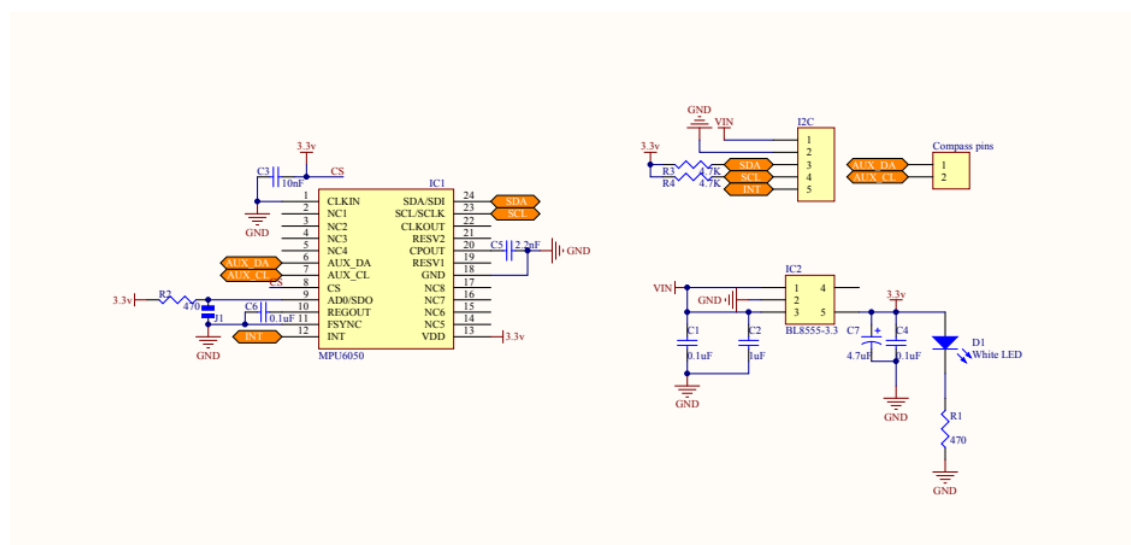 3.3v
C3
10nF
CS
GND
IC1
1 CLKIN SDA/SDI 24 SDA
2 NC1 SCL/SCLK 23 SCL
3 NC2 CLKOUT 22
4 NC3 RESV2 21
5 NC4 CPOUT 20
AUX_DA 6 AUX_DA RESV1 19
AUX_CL 7 AUX_CL GND 18
CS 8 CS NC8 17
9 AD0/SDO NC7 16
10 REGOUT NC6 15
11 FSYNC NC5 14
INT 12 INT VDD 13 3.3v
MPU6050
C5 2.2nF GND
3.3v R2
470
J1
C6
0.1uF
GND
GND
VIN
I2C
3.3v
1
2
R3 4.7K SDA 3
R4 4.7K SCL 4
INT 5
Compass pins
AUX_DA 1
AUX_CL 2
IC2
VIN 1 4
GND 2
3 5
BL8555-3.3
3.3v
C1
0.1uF
C2
1uF
GND
C7
+
4.7uF
C4
0.1uF
GND
D1
White LED
R1
470
GND